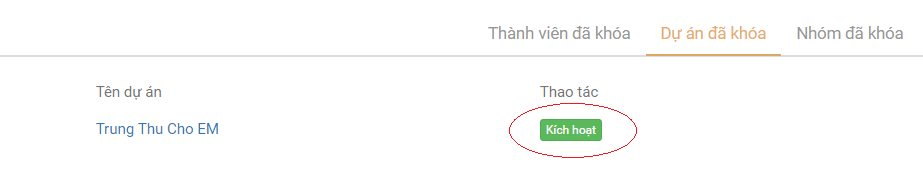 Thành viên đã khóa Dự án đã khóa Nhóm đã khóa
Tên dự án Thao tác
Trung Thu Cho EM Kích hoạt